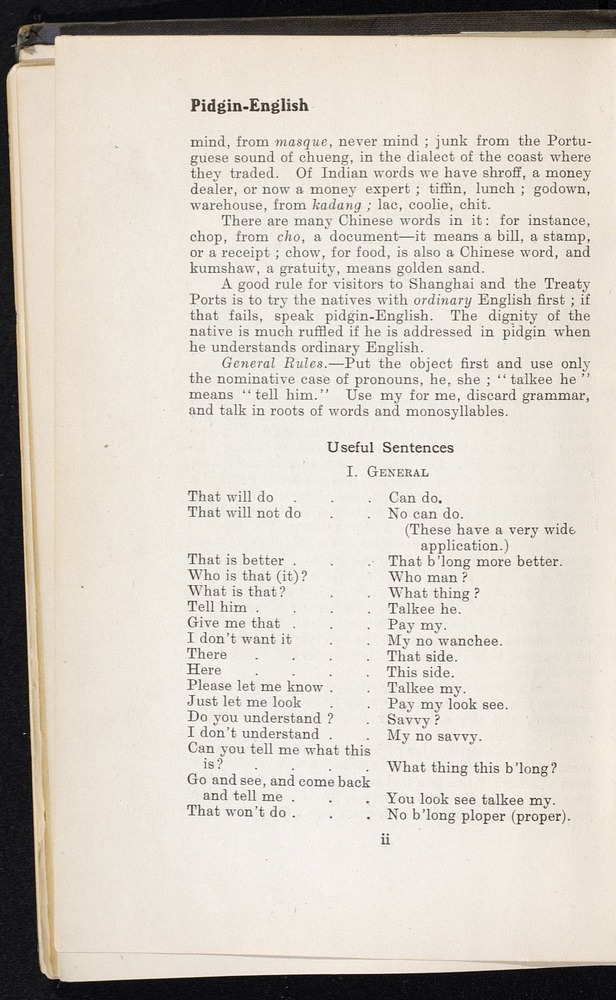 Pidgin-English
mind, from masque, never mind ; junk from the Portu-
guese sound of chueng, in the dialect of the coast where
they traded. Of Indian words we have shroff, a money
dealer, or now a money expert ; tiffin, lunch ; godown,
warehouse, from kadang ; lac, coolie, chit.
There are many Chinese words in it: for instance,
chop, from cho, a document—it means a bill, a stamp,
or a receipt ; chow, for food, is also a Chinese word, and
kumshaw, a gratuity, means golden sand.
A good rule for visitors to Shanghai and the Treaty
Ports is to try the natives with ordinary English first ; if
that fails, speak pidgin-English. The dignity of the
native is much ruffled if he is addressed in pidgin when
he understands ordinary English.
General Rules.—Put the object first and use only
the nominative case of pronouns, he, she ; “ talkee he ”
means “ tell him.” Use my for me, discard grammar,
and talk in roots of words and monosyllables.
Useful Sentences
I. GENERAL
That will do . . . Can do.
That will not do . . No can do.
(These have a very wide
application.)
That is better . . . That b’long more better.
Who is that (it)? Who man ?
What is that? . . What thing ?
Tell him . . . . Talkee he.
Give me that . . . Pay my.
I don’t want it . . My no wanchee.
There . . . . That side.
Here . . . . This side.
Please let me know . . Talkee my.
Just let me look . . Pay my look see.
Do you understand ? . Savvy ?
I don’t understand . . My no savvy.
Can you tell me what this
is? . . . . What thing this b’long?
Go and see, and come back
and tell me . . . You look see talkee my.
That won’t do . . . No b’long ploper (proper).
ii